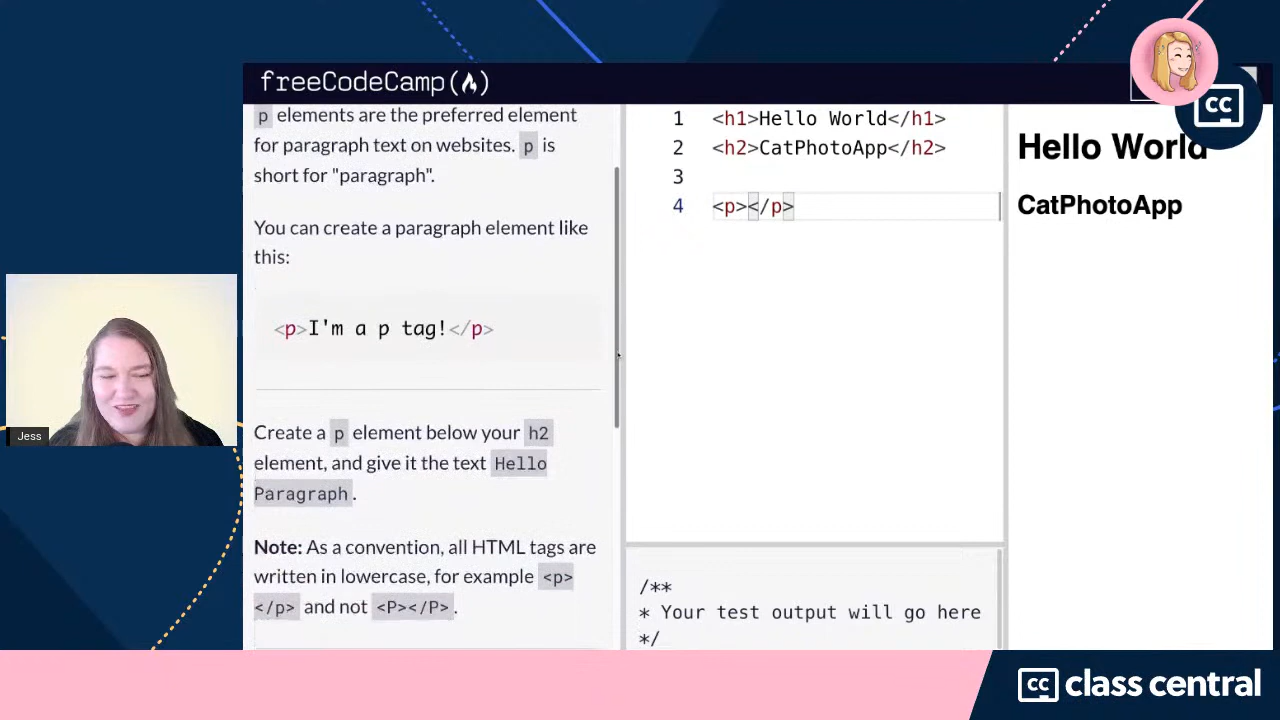 freeCodeCamp(🔥)
p elements are the preferred element
for paragraph text on websites. p is
short for "paragraph".
You can create a paragraph element like
this:
<p>I'm a p tag!</p>
Create a p element below your h2
element, and give it the text Hello
Paragraph.
Note: As a convention, all HTML tags are
written in lowercase, for example <p>
</p> and not <P></P>.
1 <h1>Hello World</h1>
2 <h2>CatPhotoApp</h2>
3
4 <p></p>
/**
* Your test output will go here
*/
Hello World
CatPhotoApp
cc
Jess
cc class central